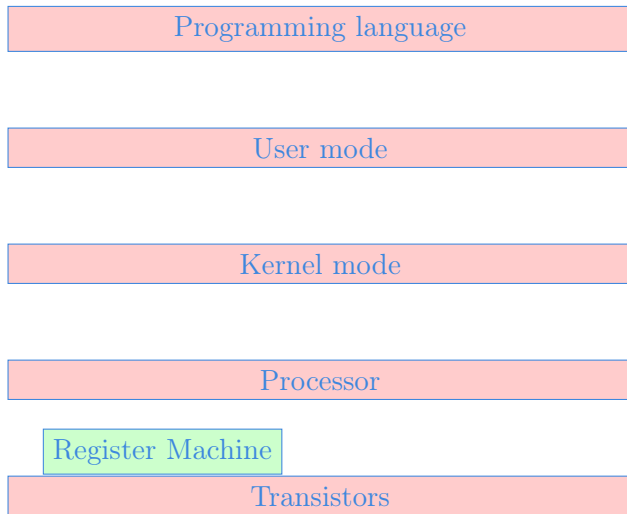 Programming language
User mode
Kernel mode
Processor
Register Machine
Transistors